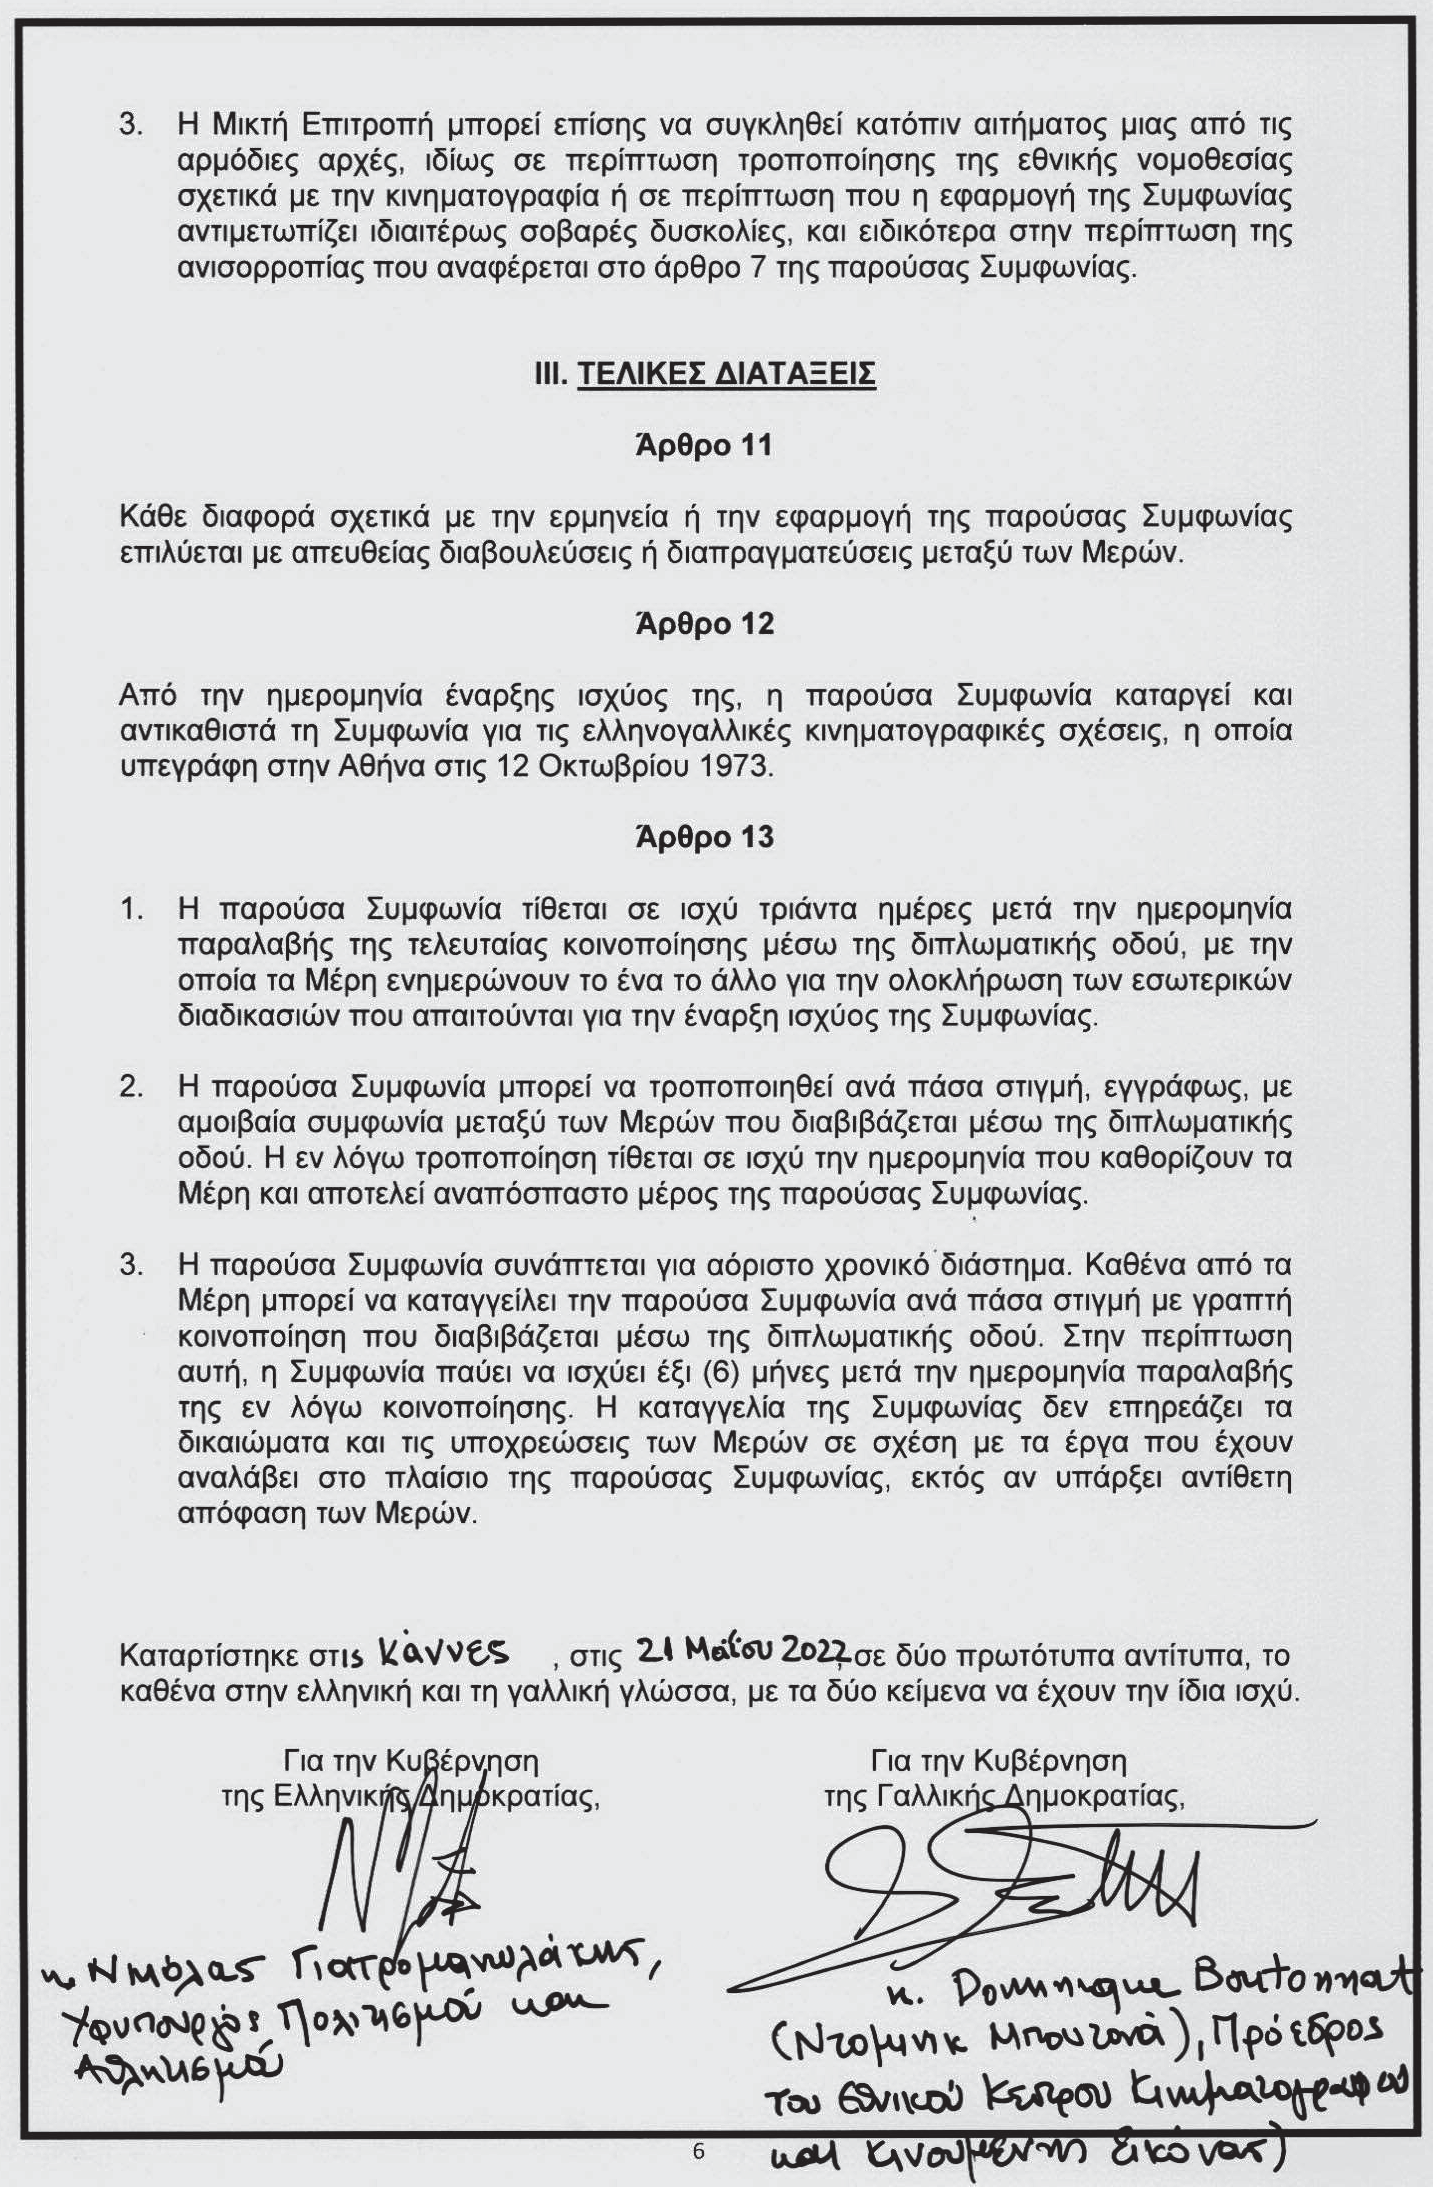 3. Η Μικτή Επιτροπή μπορεί επίσης να συγκληθεί κατόπιν αιτήματος μιας από τις
αρμόδιες αρχές, ιδίως σε περίπτωση τροποποίησης της εθνικής νομοθεσίας
σχετικά με την κινηματογραφία ή σε περίπτωση που η εφαρμογή της Συμφωνίας
αντιμετωπίζει ιδιαιτέρως σοβαρές δυσκολίες, και ειδικότερα στην περίπτωση της
ανισορροπίας που αναφέρεται στο άρθρο 7 της παρούσας Συμφωνίας.
III. ΤΕΛΙΚΕΣ ΔΙΑΤΑΞΕΙΣ
Άρθρο 11
Κάθε διαφορά σχετικά με την ερμηνεία ή την εφαρμογή της παρούσας Συμφωνίας
επιλύεται με απευθείας διαβουλεύσεις ή διαπραγματεύσεις μεταξύ των Μερών.
Άρθρο 12
Από την ημερομηνία έναρξης ισχύος της, η παρούσα Συμφωνία καταργεί και
αντικαθιστά τη Συμφωνία για τις ελληνογαλλικές κινηματογραφικές σχέσεις, η οποία
υπεγράφη στην Αθήνα στις 12 Οκτωβρίου 1973.
Άρθρο 13
1. Η παρούσα Συμφωνία τίθεται σε ισχύ τριάντα ημέρες μετά την ημερομηνία
παραλαβής της τελευταίας κοινοποίησης μέσω της διπλωματικής οδού, με την
οποία τα Μέρη ενημερώνουν το ένα το άλλο για την ολοκλήρωση των εσωτερικών
διαδικασιών που απαιτούνται για την έναρξη ισχύος της Συμφωνίας.
2. Η παρούσα Συμφωνία μπορεί να τροποποιηθεί ανά πάσα στιγμή, εγγράφως, με
αμοιβαία συμφωνία μεταξύ των Μερών που διαβιβάζεται μέσω της διπλωματικής
οδού. Η εν λόγω τροποποίηση τίθεται σε ισχύ την ημερομηνία που καθορίζουν τα
Μέρη και αποτελεί αναπόσπαστο μέρος της παρούσας Συμφωνίας.
3. Η παρούσα Συμφωνία συνάπτεται για αόριστο χρονικό διάστημα. Καθένα από τα
Μέρη μπορεί να καταγγείλει την παρούσα Συμφωνία ανά πάσα στιγμή με γραπτή
κοινοποίηση που διαβιβάζεται μέσω της διπλωματικής οδού. Στην περίπτωση
αυτή, η Συμφωνία παύει να ισχύει έξι (6) μήνες μετά την ημερομηνία παραλαβής
της εν λόγω κοινοποίησης. Η καταγγελία της Συμφωνίας δεν επηρεάζει τα
δικαιώματα και τις υποχρεώσεις των Μερών σε σχέση με τα έργα που έχουν
αναλάβει στο πλαίσιο της παρούσας Συμφωνίας, εκτός αν υπάρξει αντίθετη
απόφαση των Μερών.
Καταρτίστηκε στις Κάννες , στις 21 Μαΐου 2022, σε δύο πρωτότυπα αντίτυπα, το
καθένα στην ελληνική και τη γαλλική γλώσσα, με τα δύο κείμενα να έχουν την ίδια ισχύ.
Για την Κυβέρνηση
της Ελληνικής Δημοκρατίας,
Για την Κυβέρνηση
της Γαλλικής Δημοκρατίας,
κ. Νικόλας Γιατρομανωλάκης,
Υφυπουργός Πολιτισμού και
Αθλητισμού
κ. Dominique Boutonnat
(Ντομινίκ Μπουτονά), Πρόεδρος
του Εθνικού Κέντρου Κινηματογράφου
και Κινούμενης Εικόνας)
6